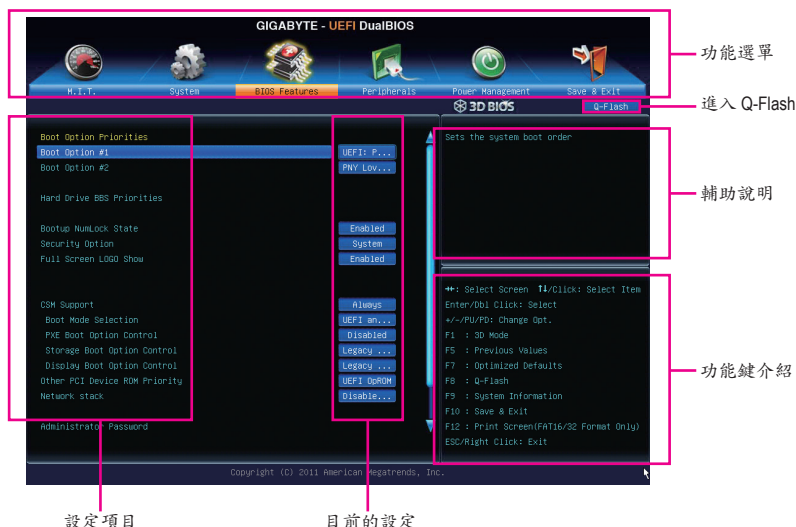 GIGABYTE - UEFI DualBIOS
功能選單
M.I.T. System BIOS Features Peripherals Power Management Save & Exit
3D BIOS Q-Flash
進入 Q-Flash
Boot Option Priorities
Boot Option #1 UEFI: P...
Boot Option #2 PNY Lov...
Hard Drive BBS Priorities
Bootup NumLock State Enabled
Security Option System
Full Screen LOGO Show Enabled
CSM Support Always
Boot Mode Selection UEFI an...
PXE Boot Option Control Disabled
Storage Boot Option Control Legacy ...
Display Boot Option Control Legacy ...
Other PCI Device ROM Priority UEFI OpROM
Network stack Disable...
Administrator Password
Sets the system boot order
輔助說明
→←: Select Screen ↑↓/Click: Select Item
Enter/Dbl Click: Select
+/-/PU/PD: Change Opt.
F1 : 3D Mode
F5 : Previous Values
F7 : Optimized Defaults
F8 : Q-Flash
F9 : System Information
F10 : Save & Exit
F12 : Print Screen(FAT16/32 Format Only)
ESC/Right Click: Exit
功能鍵介紹
Copyright (C) 2011 American Megatrends, Inc.
設定項目
目前的設定